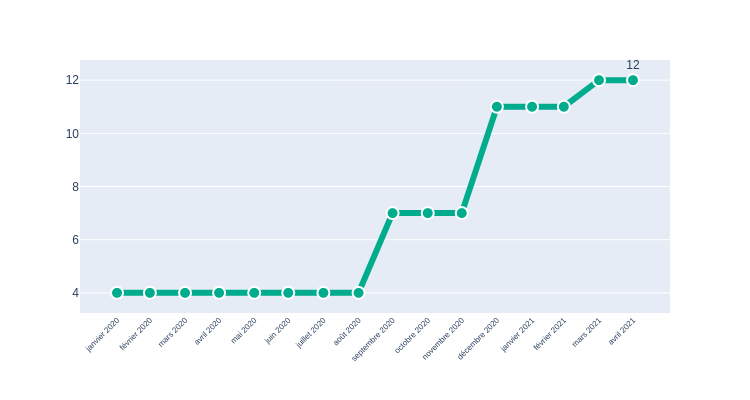 12
12
10
8
6
4
janvier 2020
février 2020
mars 2020
avril 2020
mai 2020
juin 2020
juillet 2020
août 2020
septembre 2020
octobre 2020
novembre 2020
décembre 2020
janvier 2021
février 2021
mars 2021
avril 2021